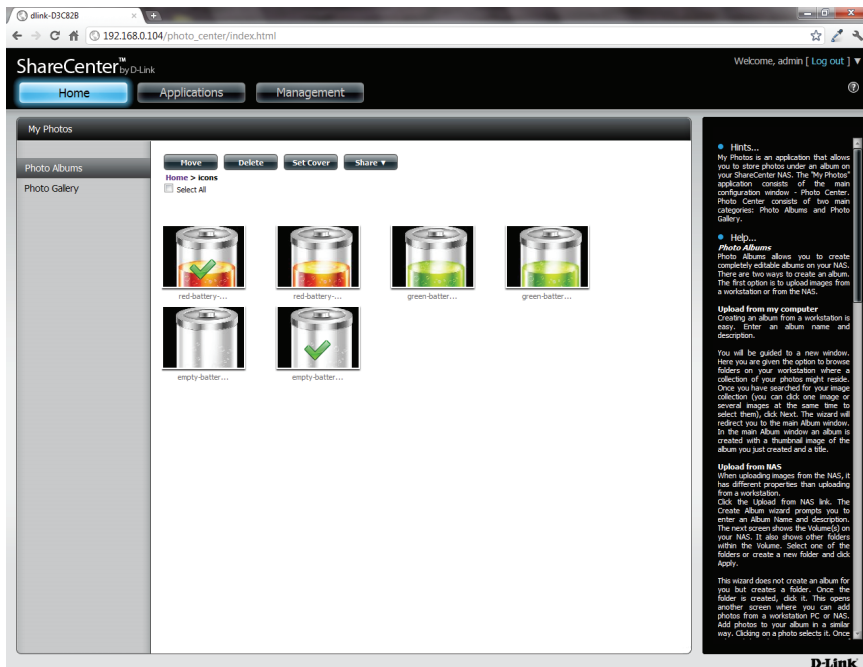 dlink-D3C82B
192.168.0.104/photo_center/index.html
ShareCenter™ by D-Link
Welcome, admin [ Log out ] ▼
Home
Applications
Management
My Photos
Photo Albums
Photo Gallery
Move
Delete
Set Cover
Share ▼
Home > icons
Select All
red-battery-...
red-battery-...
green-batter...
green-batter...
empty-batter...
empty-batter...
Hints...
My Photos is an application that allows
you to store photos under an album on
your ShareCenter NAS. The "My Photos"
application consists of the main
configuration window - Photo Center.
Photo Center consists of two main
categories: Photo Albums and Photo
Gallery.
Help...
Photo Albums
Photo Albums allows you to create
completely editable albums on your NAS.
There are two ways to create an album.
The first option is to upload images from
a workstation or from the NAS.
Upload from my computer
Creating an album from a workstation is
easy. Enter an album name and
description.
You will be guided to a new window.
Here you are given the option to browse
folders on your workstation where a
collection of your photos might reside.
Once you have searched for your image
collection (you can click one image or
several images at the same time to
select them), click Next. The wizard will
redirect you to the main Album window.
In the main Album window an album is
created with a thumbnail image of the
album you just created and a title.
Upload from NAS
When uploading images from the NAS, it
has different properties than uploading
from a workstation.
Click the Upload from NAS link. The
Create Album wizard prompts you to
enter an Album Name and description.
The next screen shows the Volume(s) on
your NAS. It also shows other folders
within the Volume. Select one of the
folders or create a new folder and click
Apply.
This wizard does not create an album for
you but creates a folder. Once the
folder is created, click it. This opens
another screen where you can add
photos from a workstation PC or NAS.
Add photos to your album in a similar
way. Clicking on a photo selects it. Once
D-Link